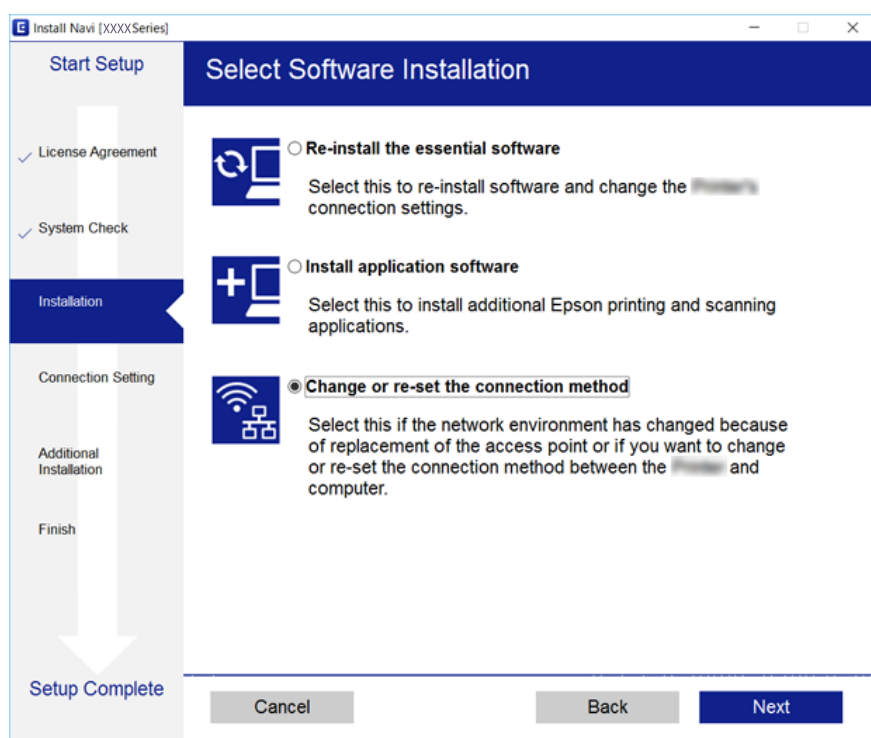 Install Navi [XXXXSeries]
Start Setup
License Agreement
System Check
Installation
Connection Setting
Additional
Installation
Finish
Setup Complete
Select Software Installation
Re-install the essential software
Select this to re-install software and change the
connection settings.
Install application software
Select this to install additional Epson printing and scanning
applications.
Change or re-set the connection method
Select this if the network environment has changed because
of replacement of the access point or if you want to change
or re-set the connection method between the and
computer.
Cancel
Back
Next